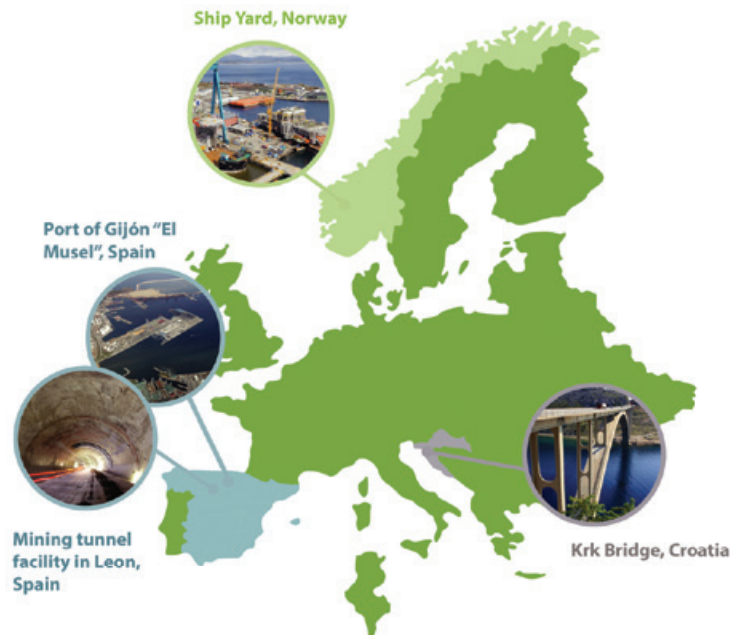 Ship Yard, Norway
Port of Gijón "El
Musel", Spain
Mining tunnel
facility in Leon,
Spain
Krk Bridge, Croatia